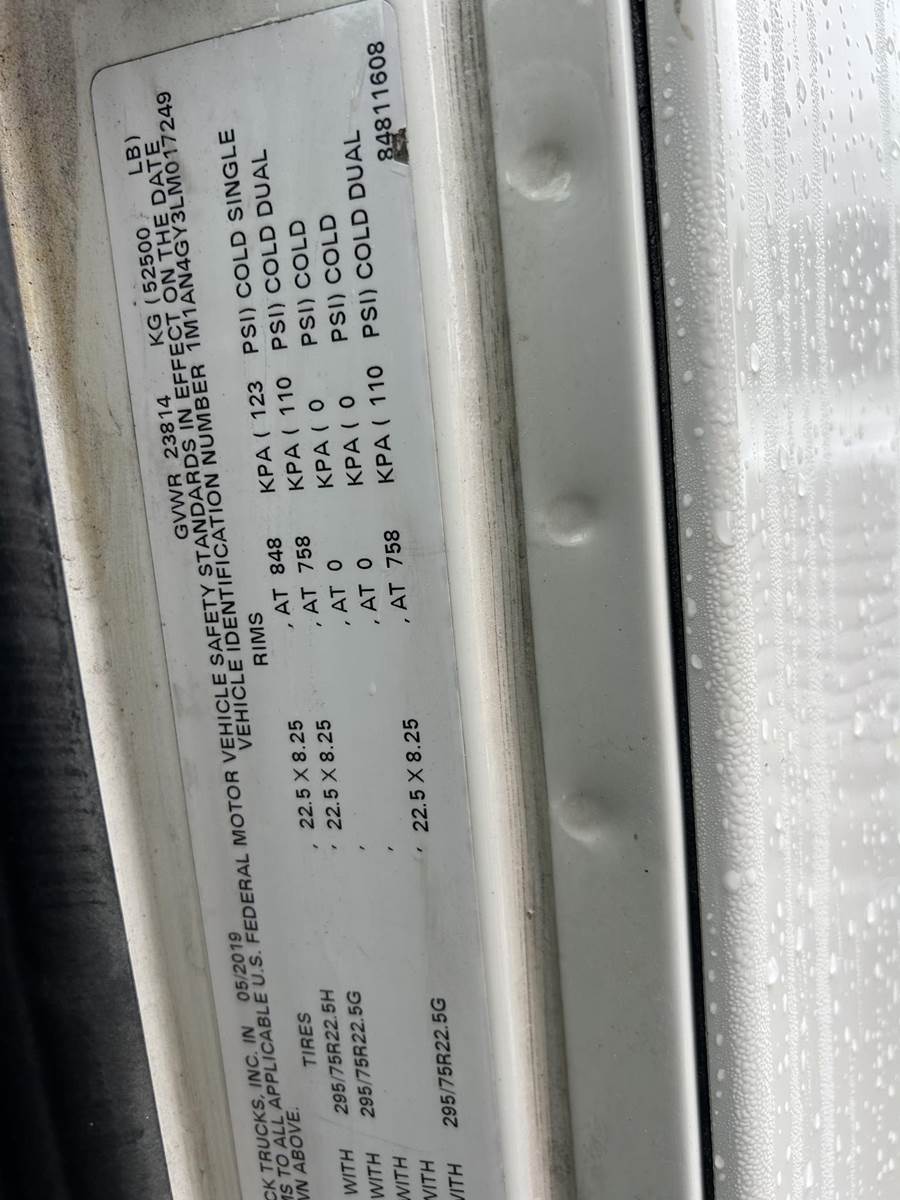 GVWR 23814 KG ( 52500 LB)
CK TRUCKS, INC. IN 05/2019
MS TO ALL APPLICABLE U.S. FEDERAL MOTOR VEHICLE SAFETY STANDARDS IN EFFECT ON THE DATE
WN ABOVE. VEHICLE IDENTIFICATION NUMBER 1M1AN4GY3LM017249
TIRES RIMS
WITH 295/75R22.5H , 22.5 X 8.25 , AT 848 KPA ( 123 PSI) COLD SINGLE
WITH 295/75R22.5G , 22.5 X 8.25 , AT 758 KPA ( 110 PSI) COLD DUAL
WITH , , AT 0 KPA ( 0 PSI) COLD
WITH , , AT 0 KPA ( 0 PSI) COLD
WITH 295/75R22.5G , 22.5 X 8.25 , AT 758 KPA ( 110 PSI) COLD DUAL
84811608